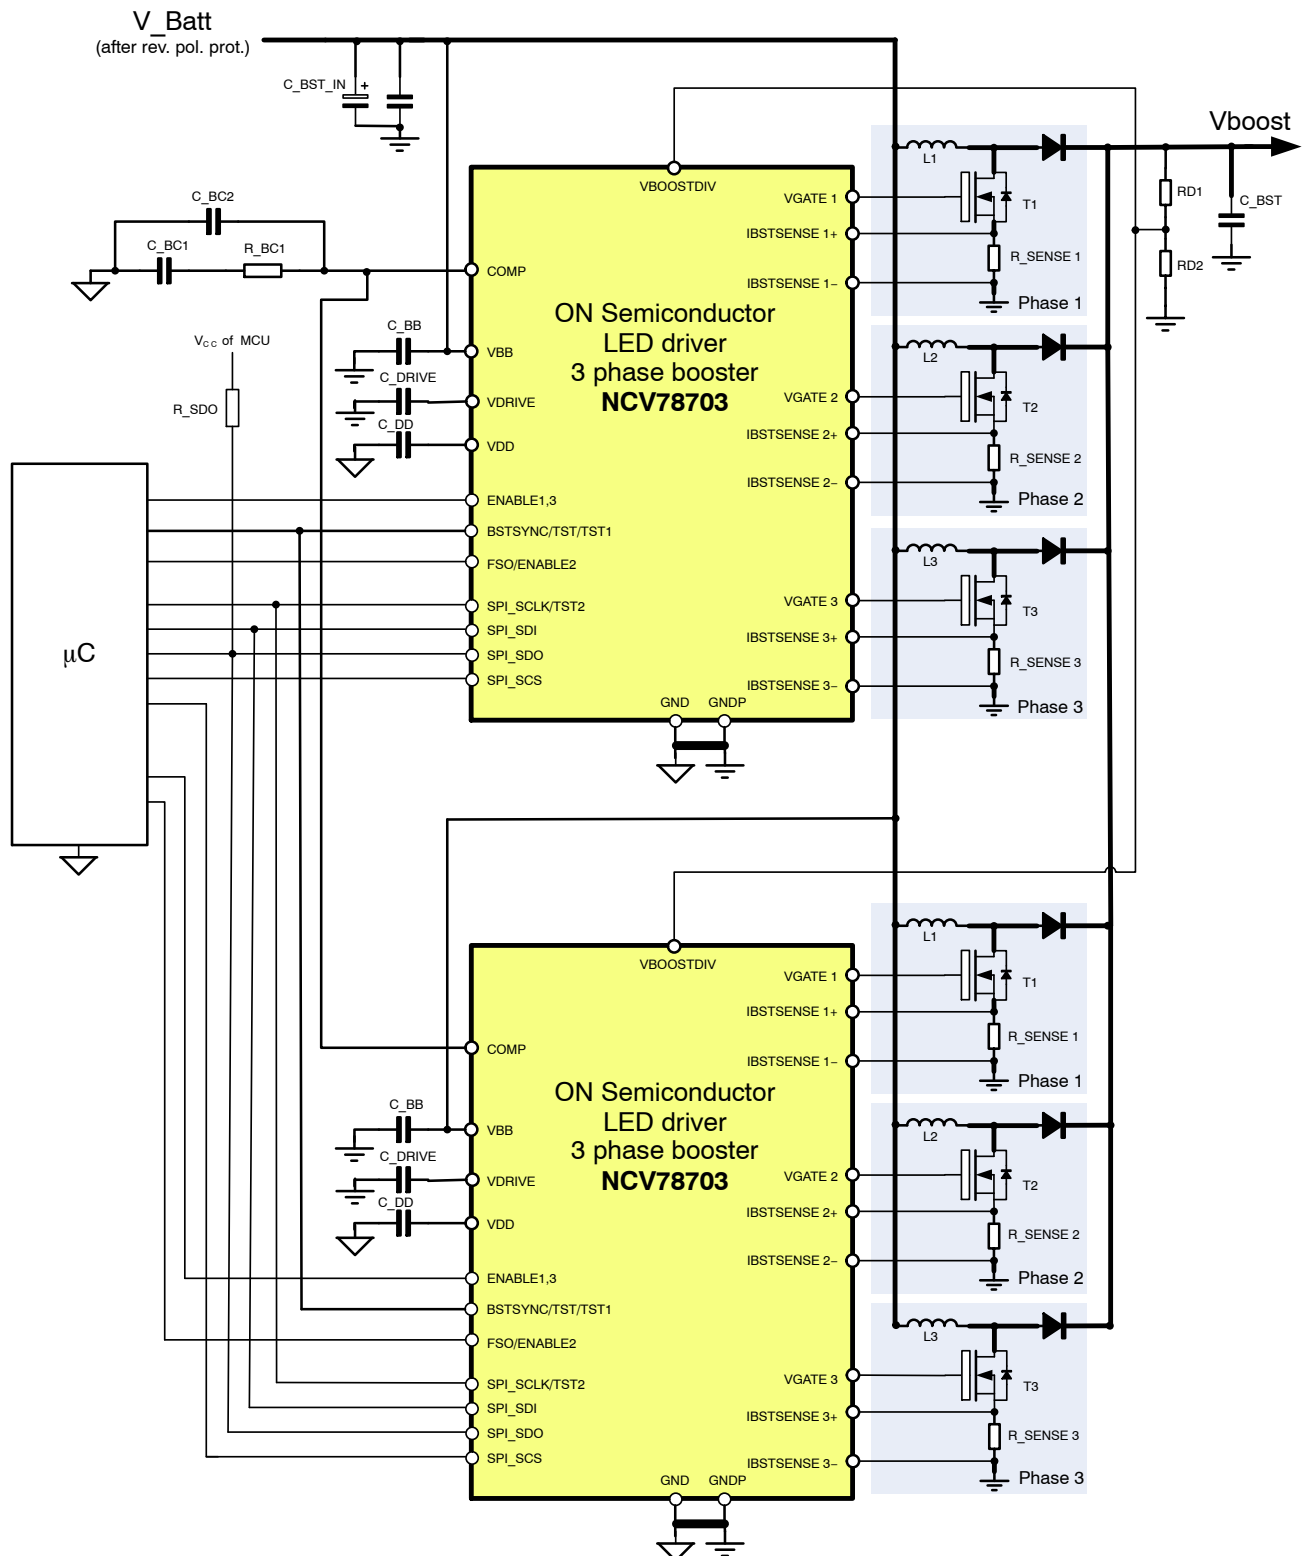 V_Batt
(after rev. pol. prot.)
C_BST_IN
+
Vboost
L1
VBOOSTDIV
VGATE 1
T1
RD1
C_BST
C_BC2
IBSTSENSE 1+
C_BC1
R_BC1
R_SENSE 1
RD2
COMP
IBSTSENSE 1−
Phase 1
ON Semiconductor
LED driver
3 phase booster
NCV78703
C_BB
VCC of MCU
VBB
L2
C_DRIVE
VDRIVE
VGATE 2
T2
R_SDO
C_DD
IBSTSENSE 2+
VDD
R_SENSE 2
IBSTSENSE 2−
Phase 2
ENABLE1,3
BSTSYNC/TST/TST1
FSO/ENABLE2
L3
SPI_SCLK/TST2
VGATE 3
T3
SPI_SDI
IBSTSENSE 3+
μC
SPI_SDO
R_SENSE 3
SPI_SCS
IBSTSENSE 3−
GND
GNDP
Phase 3
L1
VBOOSTDIV
VGATE 1
T1
IBSTSENSE 1+
R_SENSE 1
COMP
IBSTSENSE 1−
Phase 1
ON Semiconductor
LED driver
3 phase booster
NCV78703
C_BB
VBB
L2
C_DRIVE
VDRIVE
VGATE 2
T2
C_DD
IBSTSENSE 2+
VDD
R_SENSE 2
IBSTSENSE 2−
Phase 2
ENABLE1,3
BSTSYNC/TST/TST1
FSO/ENABLE2
L3
SPI_SCLK/TST2
VGATE 3
T3
SPI_SDI
IBSTSENSE 3+
SPI_SDO
R_SENSE 3
SPI_SCS
IBSTSENSE 3−
GND
GNDP
Phase 3